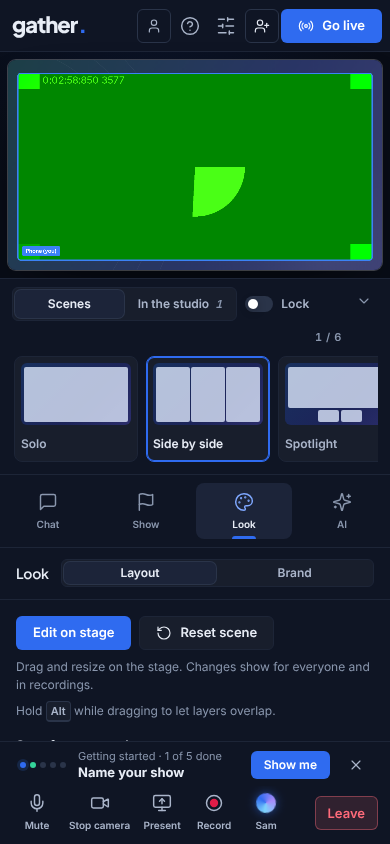 gather.
Go live
0:02:58:850 3577
Phone (you)
Scenes
In the studio 1
Lock
1 / 6
Solo
Side by side
Spotlight
Chat
Show
Look
AI
Look
Layout
Brand
Edit on stage
Reset scene
Drag and resize on the stage. Changes show for everyone and
in recordings.
Hold Alt while dragging to let layers overlap.
Getting started · 1 of 5 done
Name your show
Show me
Mute
Stop camera
Present
Record
Sam
Leave